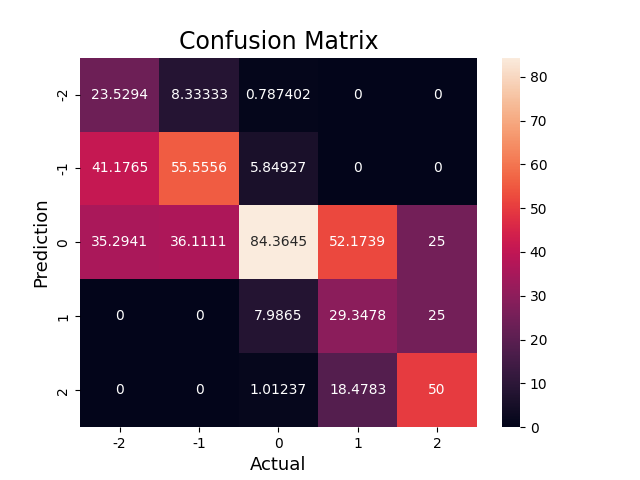 Confusion Matrix
-2 23.5294 8.33333 0.787402 0 0 80
70
-1 41.1765 55.5556 5.84927 0 0 60
50
Prediction 0 35.2941 36.1111 84.3645 52.1739 25 40
30
1 0 0 7.9865 29.3478 25 20
10
2 0 0 1.01237 18.4783 50 0
-2 -1 0 1 2
Actual